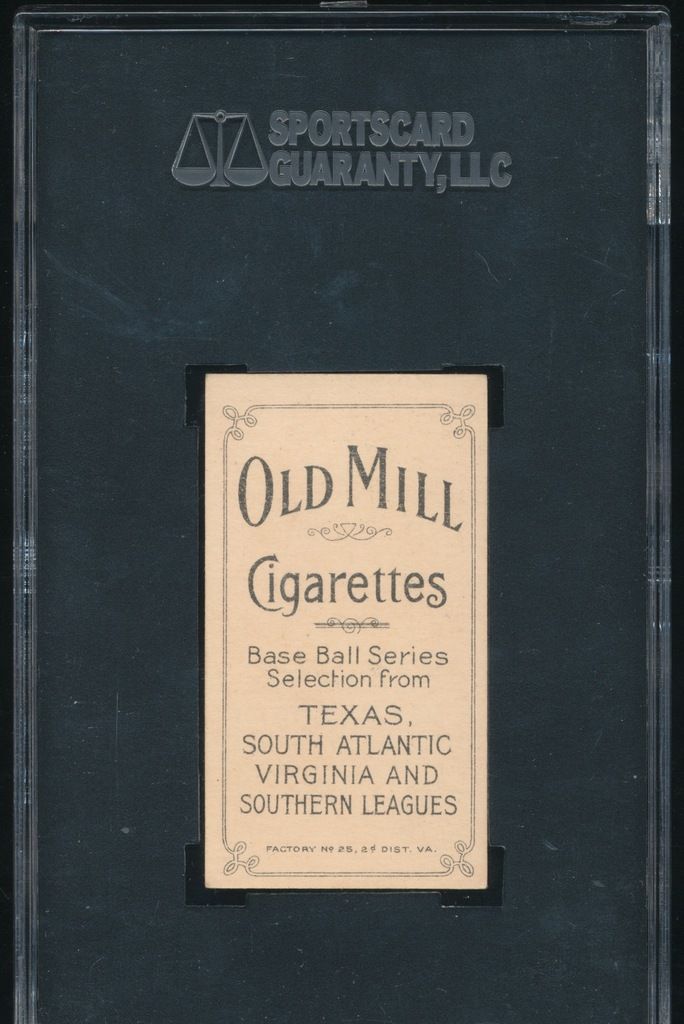 SPORTSCARD
GUARANTY, LLC
OLD MILL
Cigarettes
Base Ball Series
Selection from
TEXAS,
SOUTH ATLANTIC
VIRGINIA AND
SOUTHERN LEAGUES
FACTORY Nº 25, 2ᵈ DIST. VA.